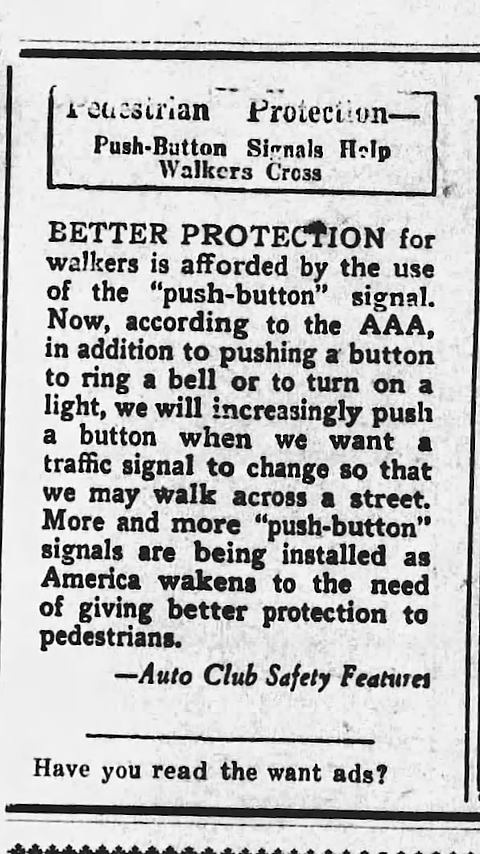 Pedestrian Protection—
Push-Button Signals Help
Walkers Cross
BETTER PROTECTION for
walkers is afforded by the use
of the “push-button” signal.
Now, according to the AAA,
in addition to pushing a button
to ring a bell or to turn on a
light, we will increasingly push
a button when we want a
traffic signal to change so that
we may walk across a street.
More and more “push-button”
signals are being installed as
America wakens to the need
of giving better protection to
pedestrians.
—Auto Club Safety Features
Have you read the want ads?